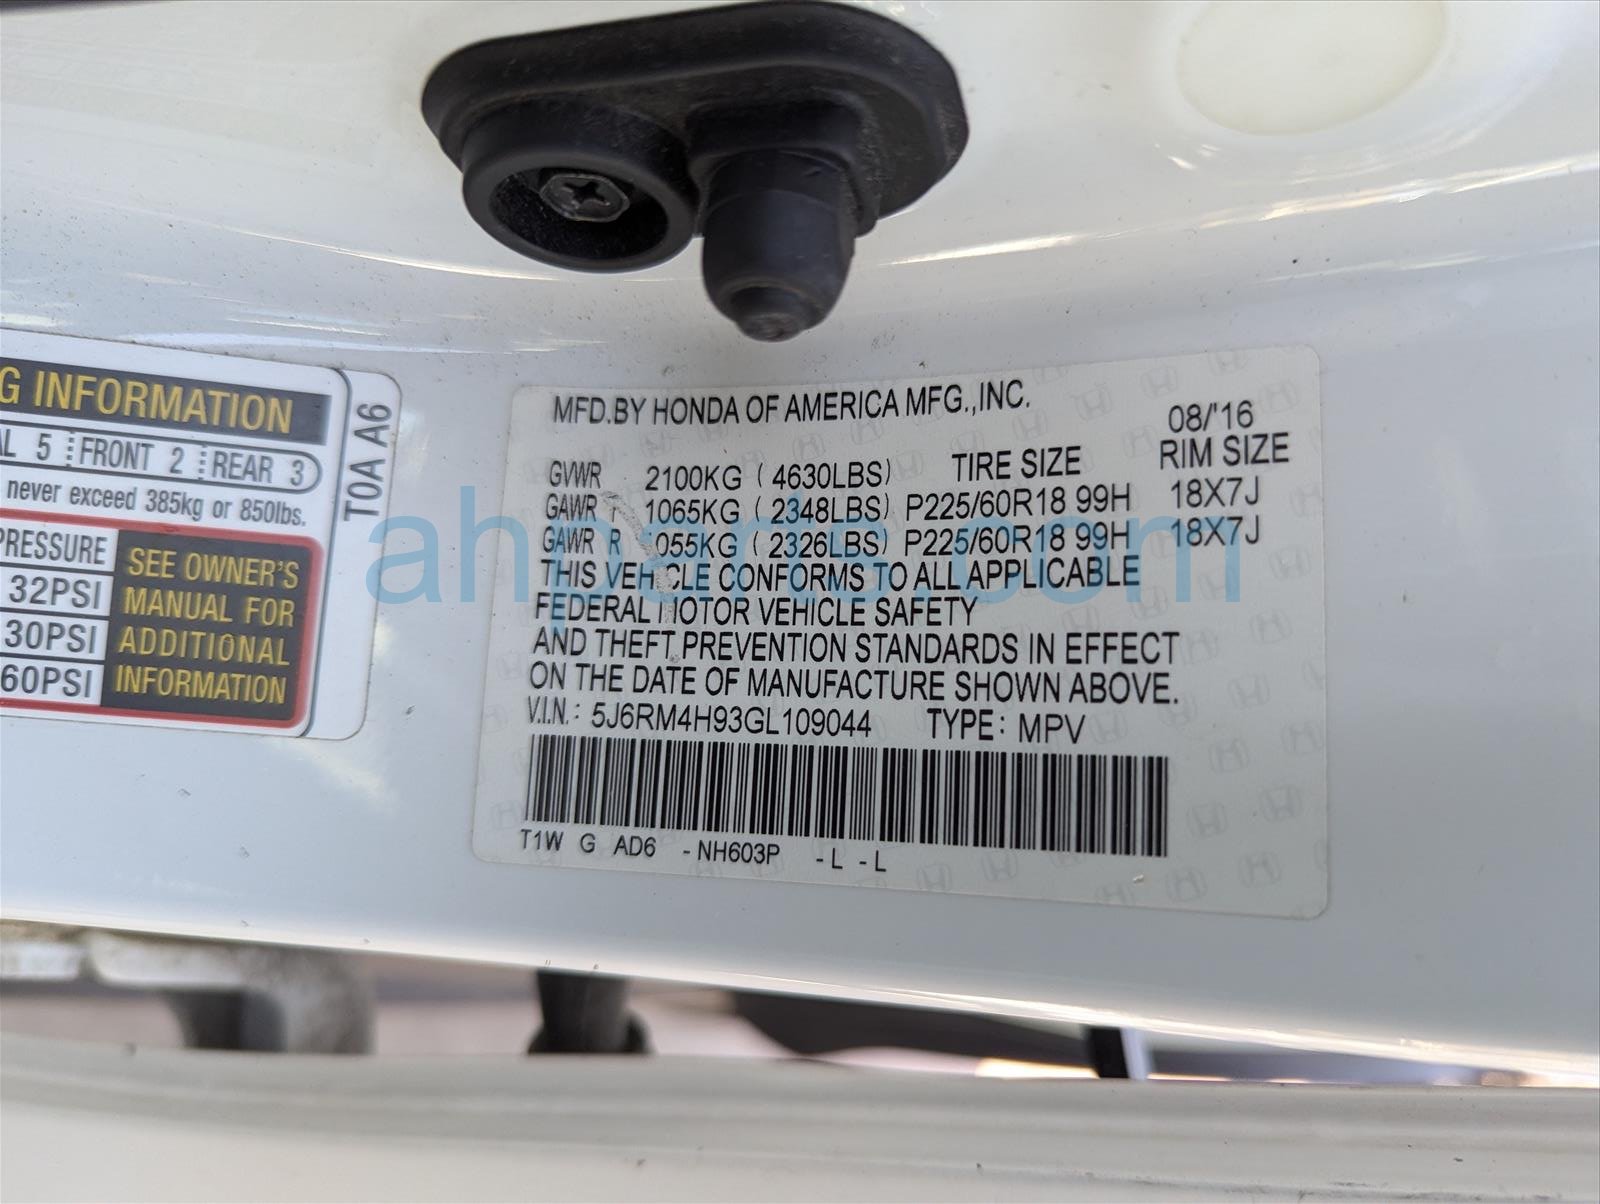 G INFORMATION
AL 5 FRONT 2 REAR 3
never exceed 385kg or 850lbs.
PRESSURE
32PSI
30PSI
60PSI
SEE OWNER'S
MANUAL FOR
ADDITIONAL
INFORMATION
T0A A6
MFD.BY HONDA OF AMERICA MFG.,INC. 08/'16
GVWR 2100KG (4630LBS) TIRE SIZE RIM SIZE
GAWR F 1065KG (2348LBS) P225/60R18 99H 18X7J
GAWR R 055KG (2326LBS) P225/60R18 99H 18X7J
THIS VEHICLE CONFORMS TO ALL APPLICABLE
FEDERAL MOTOR VEHICLE SAFETY
AND THEFT PREVENTION STANDARDS IN EFFECT
ON THE DATE OF MANUFACTURE SHOWN ABOVE.
V.I.N.: 5J6RM4H93GL109044 TYPE: MPV
T1W G AD6 -NH603P -L -L
ahparts.com